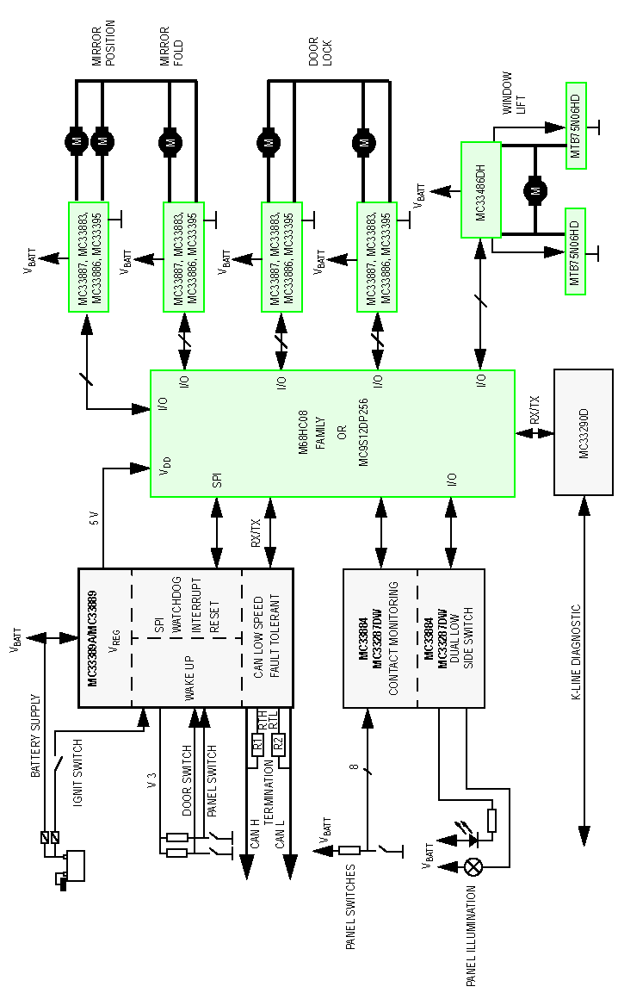 MIRROR
POSITION
MIRROR
FOLD
DOOR
LOCK
WINDOW
LIFT
M
M
M
M
M
M
MTB75N06HD
MTB75N06HD
MC33486DH
VBATT
VBATT
VBATT
VBATT
VBATT
MC33887, MC33883,
MC33886, MC33395
MC33887, MC33883,
MC33886, MC33395
MC33887, MC33883,
MC33886, MC33395
MC33887, MC33883,
MC33886, MC33395
I/O
I/O
I/O
I/O
I/O
VDD
SPI
I/O
M68HC08
FAMILY
OR
MC9S12DP256
RX/TX
MC33290D
5 V
RX/TX
VBATT
MC33389A/MC33889
VREG
SPI
WATCHDOG
INTERRUPT
RESET
WAKE UP
CAN LOW SPEED
FAULT TOLERANT
MC33884
MC33287DW
CONTACT MONITORING
MC33884
MC33287DW
DUAL LOW
SIDE SWITCH
BATTERY SUPPLY
IGNIT SWITCH
V 3
DOOR SWITCH
PANEL SWITCH
RTH
RTL
R1
R2
CAN H
TERMINATION
CAN L
8
VBATT
PANEL SWITCHES
VBATT
PANEL ILLUMINATION
K-LINE DIAGNOSTIC